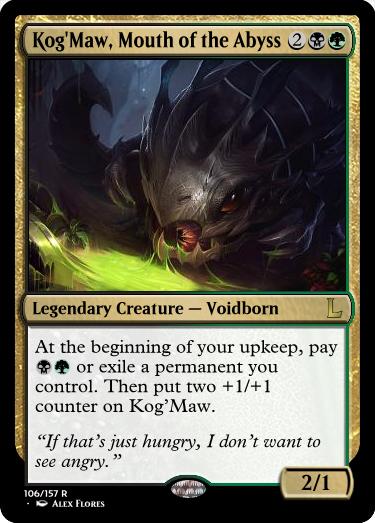 Kog'Maw, Mouth of the Abyss 2
Legendary Creature — Voidborn L
At the beginning of your upkeep, pay
or exile a permanent you
control. Then put two +1/+1
counter on Kog'Maw.
“If that's just hungry, I don't want to
see angry.”
2/1
106/157 R
· Alex Flores